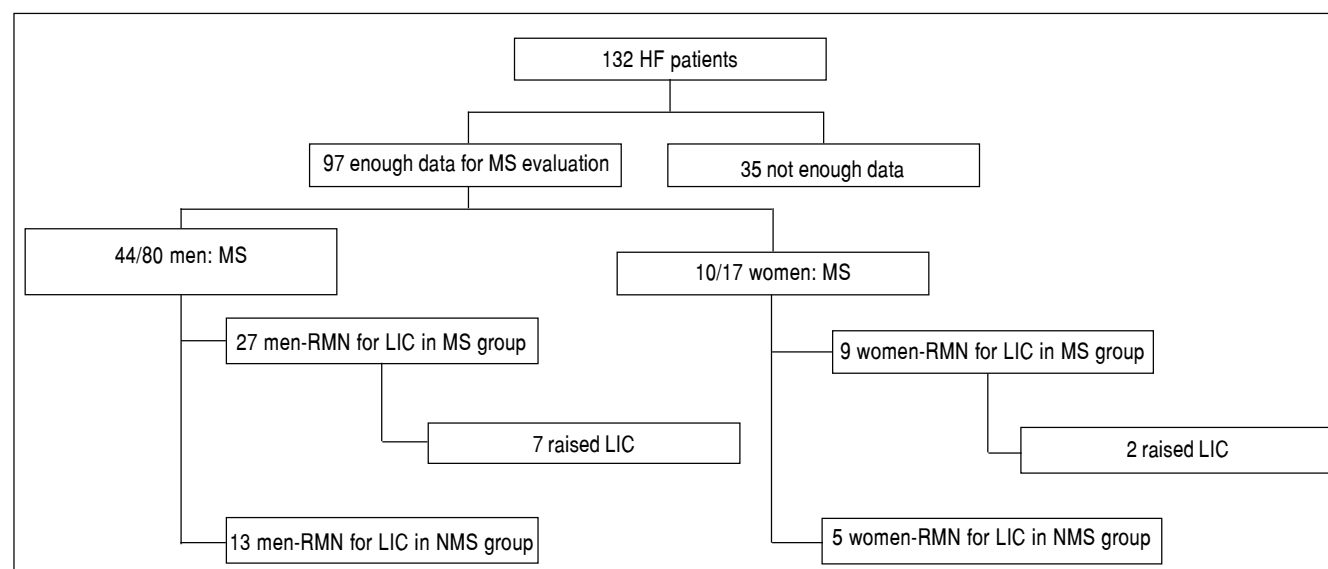 132 HF patients
97 enough data for MS evaluation
35 not enough data
44/80 men: MS
10/17 women: MS
27 men-RMN for LIC in MS group
9 women-RMN for LIC in MS group
7 raised LIC
2 raised LIC
13 men-RMN for LIC in NMS group
5 women-RMN for LIC in NMS group